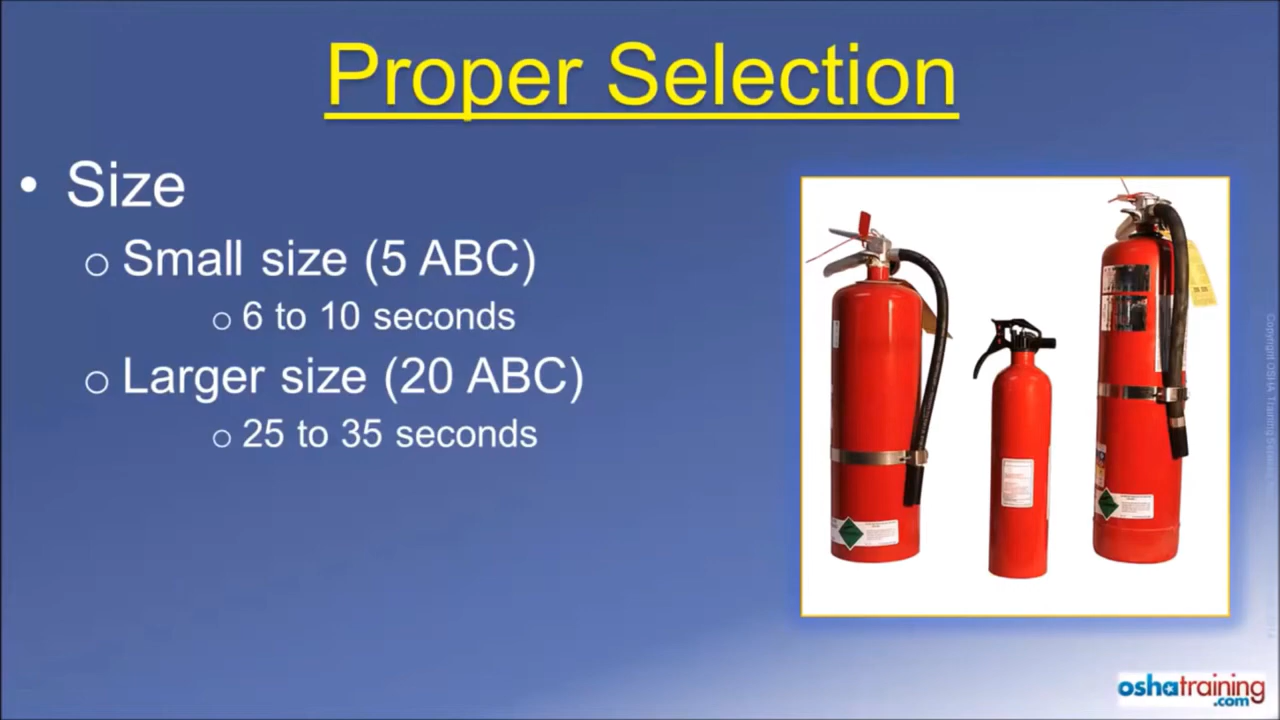 Proper Selection
• Size
o Small size (5 ABC)
o 6 to 10 seconds
o Larger size (20 ABC)
o 25 to 35 seconds
oshatraining
.com